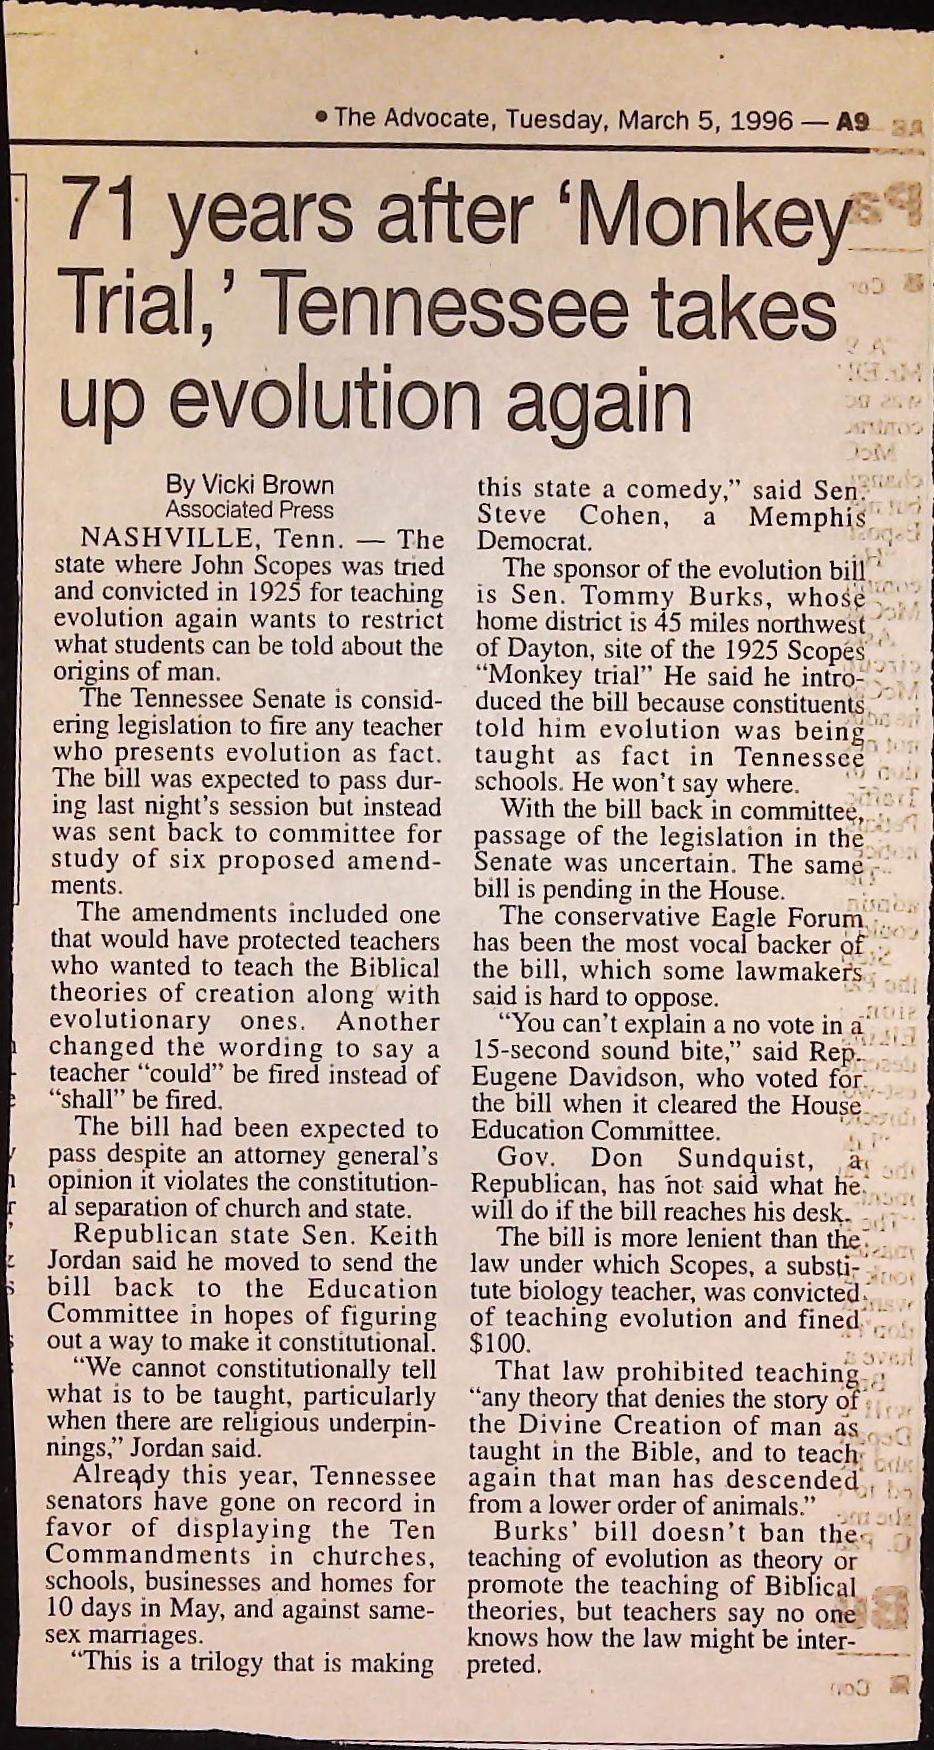 • The Advocate, Tuesday, March 5, 1996 — A9
71 years after ‘Monkey
Trial,’ Tennessee takes
up evolution again
By Vicki Brown
Associated Press
NASHVILLE, Tenn. — The
state where John Scopes was tried
and convicted in 1925 for teaching
evolution again wants to restrict
what students can be told about the
origins of man.
The Tennessee Senate is consid-
ering legislation to fire any teacher
who presents evolution as fact.
The bill was expected to pass dur-
ing last night’s session but instead
was sent back to committee for
study of six proposed amend-
ments.
The amendments included one
that would have protected teachers
who wanted to teach the Biblical
theories of creation along with
evolutionary ones. Another
changed the wording to say a
teacher “could” be fired instead of
“shall” be fired.
The bill had been expected to
pass despite an attorney general’s
opinion it violates the constitution-
al separation of church and state.
Republican state Sen. Keith
Jordan said he moved to send the
bill back to the Education
Committee in hopes of figuring
out a way to make it constitutional.
“We cannot constitutionally tell
what is to be taught, particularly
when there are religious underpin-
nings,” Jordan said.
Already this year, Tennessee
senators have gone on record in
favor of displaying the Ten
Commandments in churches,
schools, businesses and homes for
10 days in May, and against same-
sex marriages.
“This is a trilogy that is making
this state a comedy,” said Sen.
Steve Cohen, a Memphis
Democrat.
The sponsor of the evolution bill
is Sen. Tommy Burks, whose
home district is 45 miles northwest
of Dayton, site of the 1925 Scopes
“Monkey trial” He said he intro-
duced the bill because constituents
told him evolution was being
taught as fact in Tennessee
schools. He won’t say where.
With the bill back in committee,
passage of the legislation in the
Senate was uncertain. The same
bill is pending in the House.
The conservative Eagle Forum
has been the most vocal backer of
the bill, which some lawmakers
said is hard to oppose.
“You can’t explain a no vote in a
15-second sound bite,” said Rep.
Eugene Davidson, who voted for
the bill when it cleared the House
Education Committee.
Gov. Don Sundquist, a
Republican, has not said what he
will do if the bill reaches his desk.
The bill is more lenient than the
law under which Scopes, a substi-
tute biology teacher, was convicted
of teaching evolution and fined
$100.
That law prohibited teaching
“any theory that denies the story of
the Divine Creation of man as
taught in the Bible, and to teach
again that man has descended
from a lower order of animals.”
Burks’ bill doesn’t ban the
teaching of evolution as theory or
promote the teaching of Biblical
theories, but teachers say no one
knows how the law might be inter-
preted.